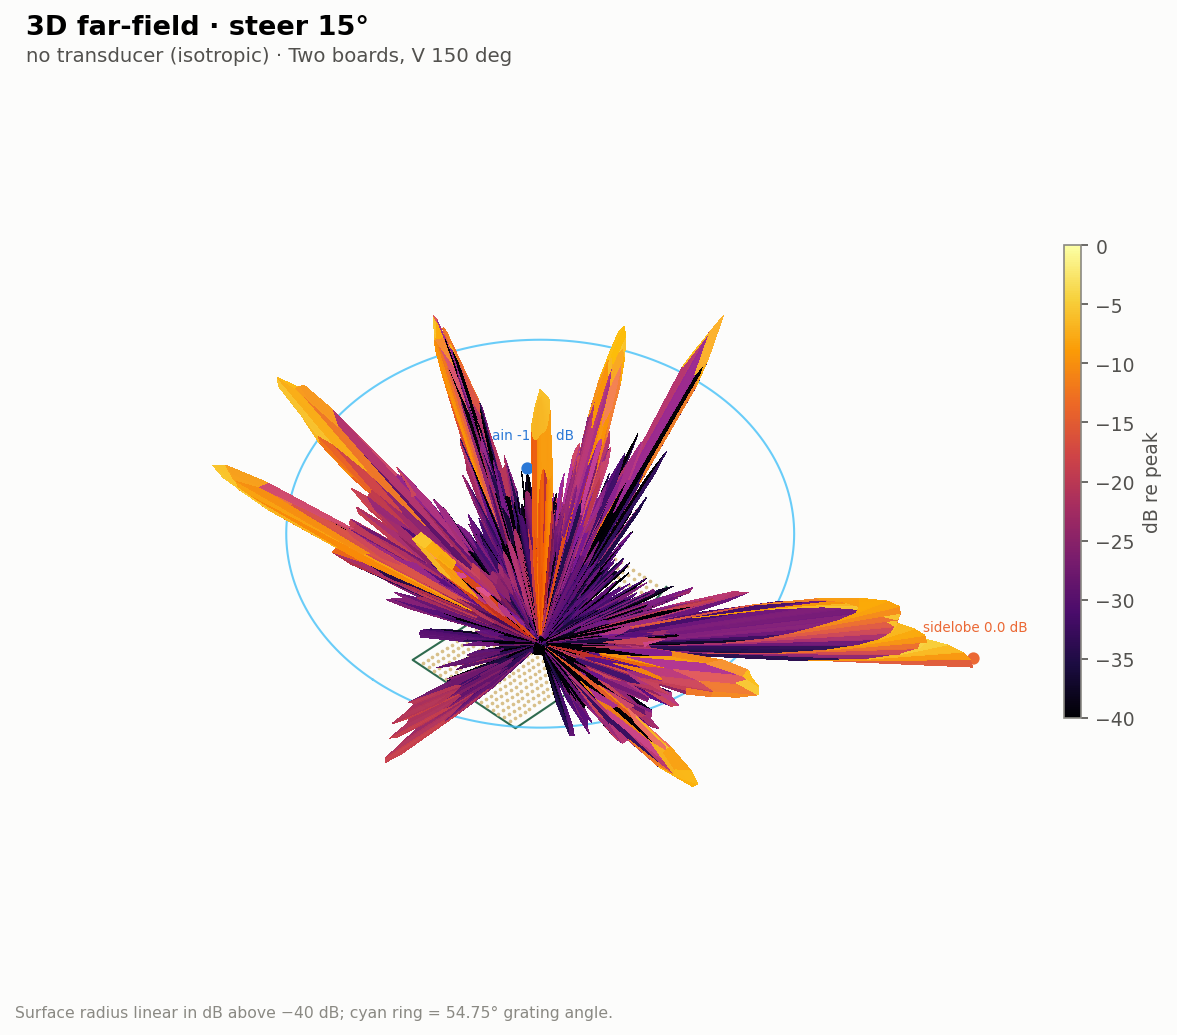 3D far-field · steer 15°
no transducer (isotropic) · Two boards, V 150 deg
0
−5
−10
−15
−20
−25
−30
−35
−40
dB re peak
dB
sidelobe 0.0 dB
Surface radius linear in dB above −40 dB; cyan ring = 54.75° grating angle.